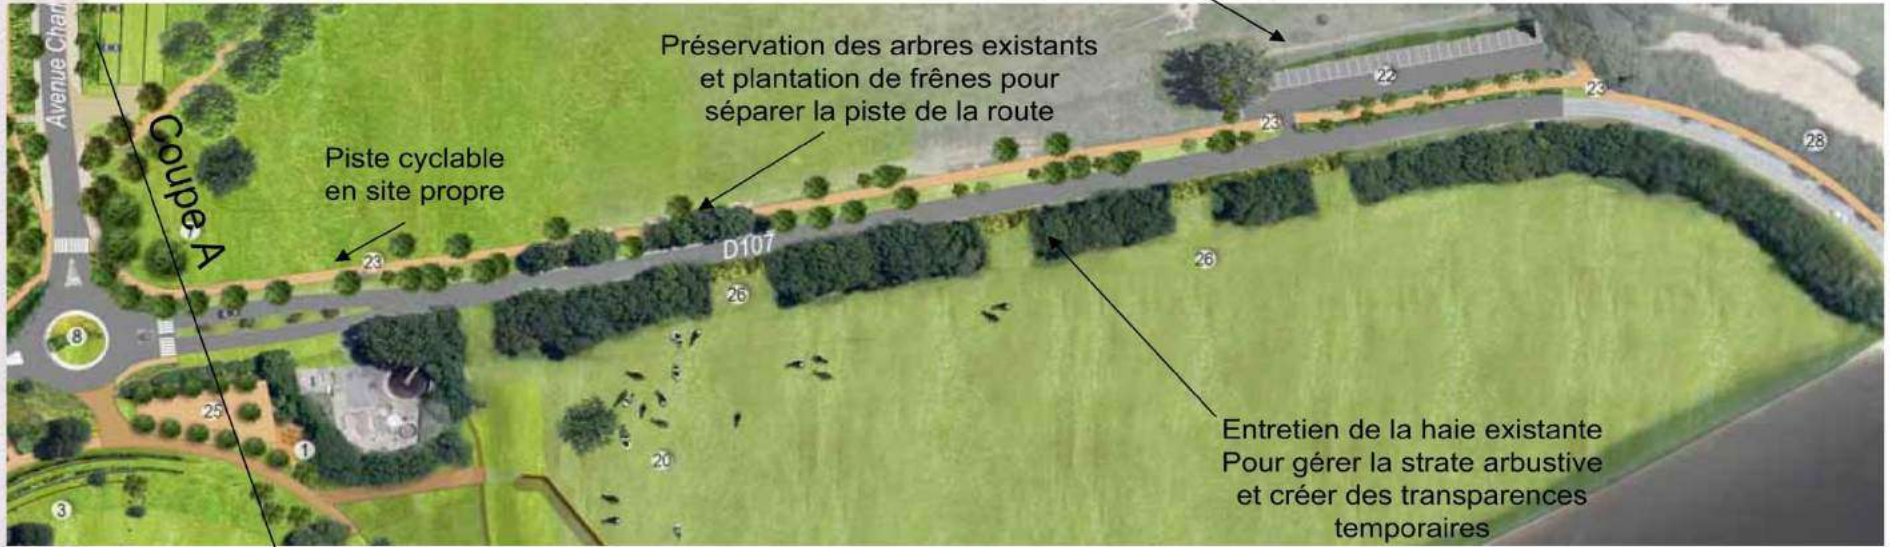 Avenue Chan
Coupe A
Préservation des arbres existants
et plantation de frênes pour
séparer la piste de la route
Piste cyclable
en site propre
22
23
23
28
23
D107
26
26
8
25
1
20
3
Entretien de la haie existante
Pour gérer la strate arbustive
et créer des transparences
temporaires